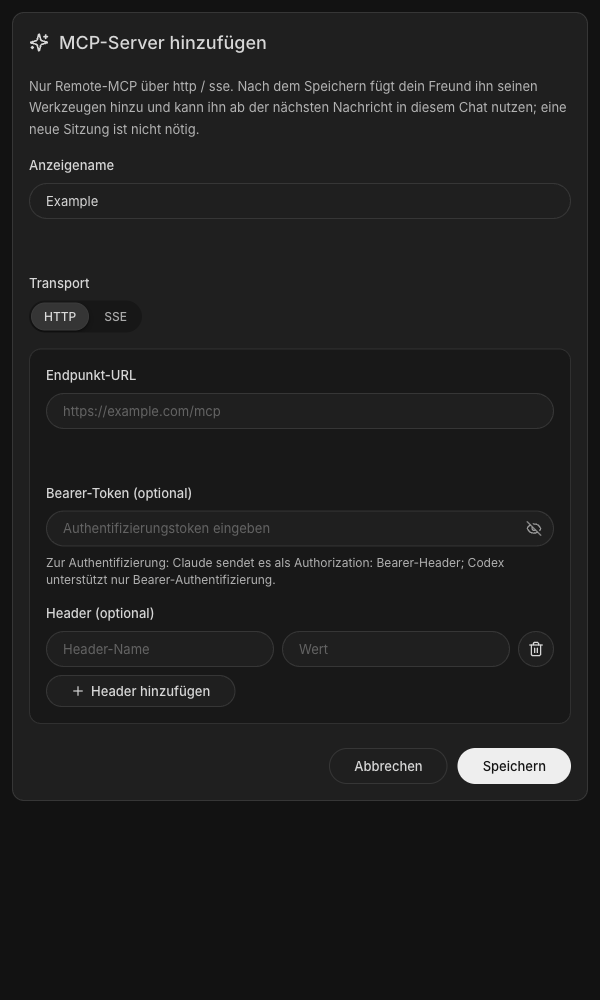 MCP-Server hinzufügen
Nur Remote-MCP über http / sse. Nach dem Speichern fügt dein Freund ihn seinen
Werkzeugen hinzu und kann ihn ab der nächsten Nachricht in diesem Chat nutzen; eine
neue Sitzung ist nicht nötig.
Anzeigename
Example
Transport
HTTP SSE
Endpunkt-URL
https://example.com/mcp
Bearer-Token (optional)
Authentifizierungstoken eingeben
Zur Authentifizierung: Claude sendet es als Authorization: Bearer-Header; Codex
unterstützt nur Bearer-Authentifizierung.
Header (optional)
Header-Name Wert
Header hinzufügen
Abbrechen Speichern